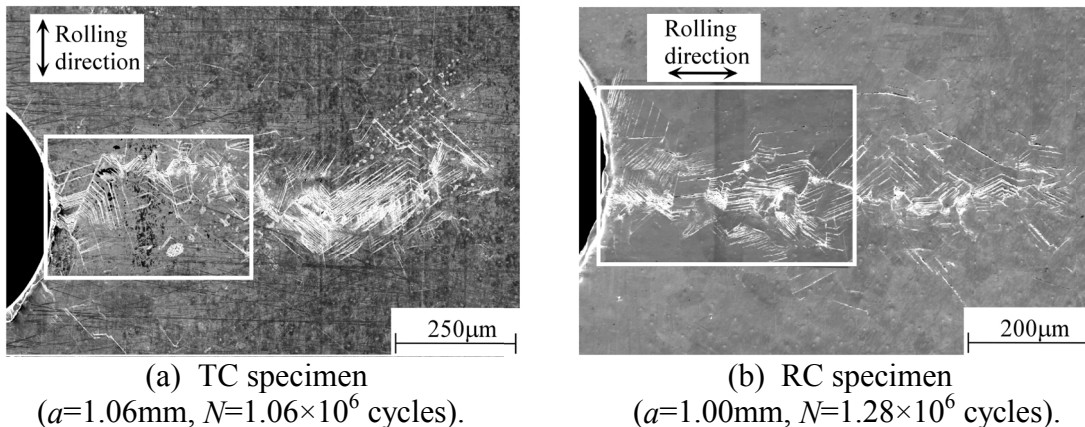 Rolling
direction
250μm
(a) TC specimen
(a=1.06mm, N=1.06×10⁶ cycles).
Rolling
direction
200μm
(b) RC specimen
(a=1.00mm, N=1.28×10⁶ cycles).